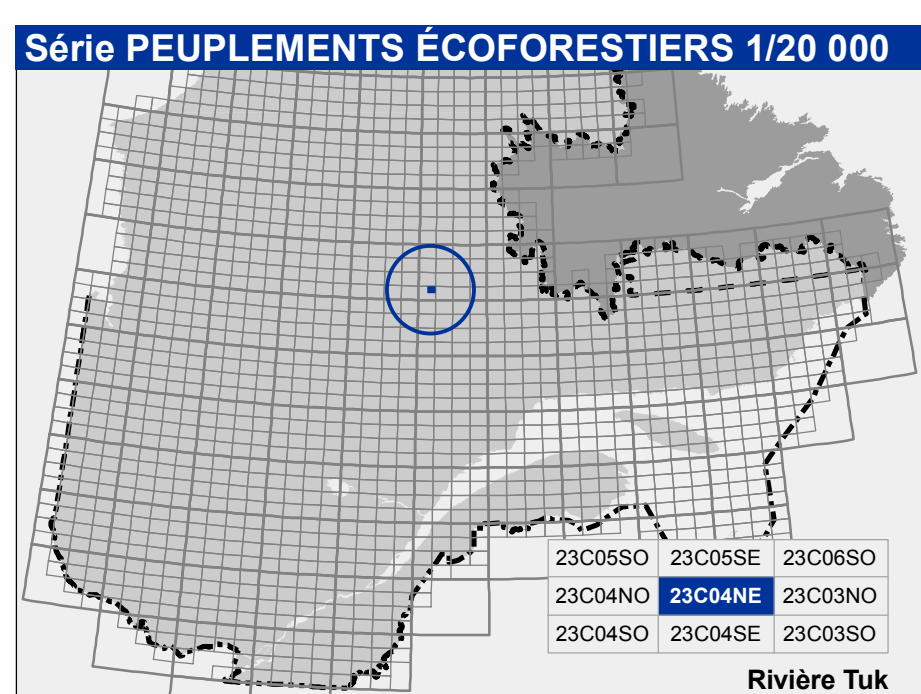 Série PEUPLEMENTS ÉCOFORESTIERS 1/20 000
23C05SO 23C05SE 23C06SO
23C04NO 23C04NE 23C03NO
23C04SO 23C04SE 23C03SO
Rivière Tuk